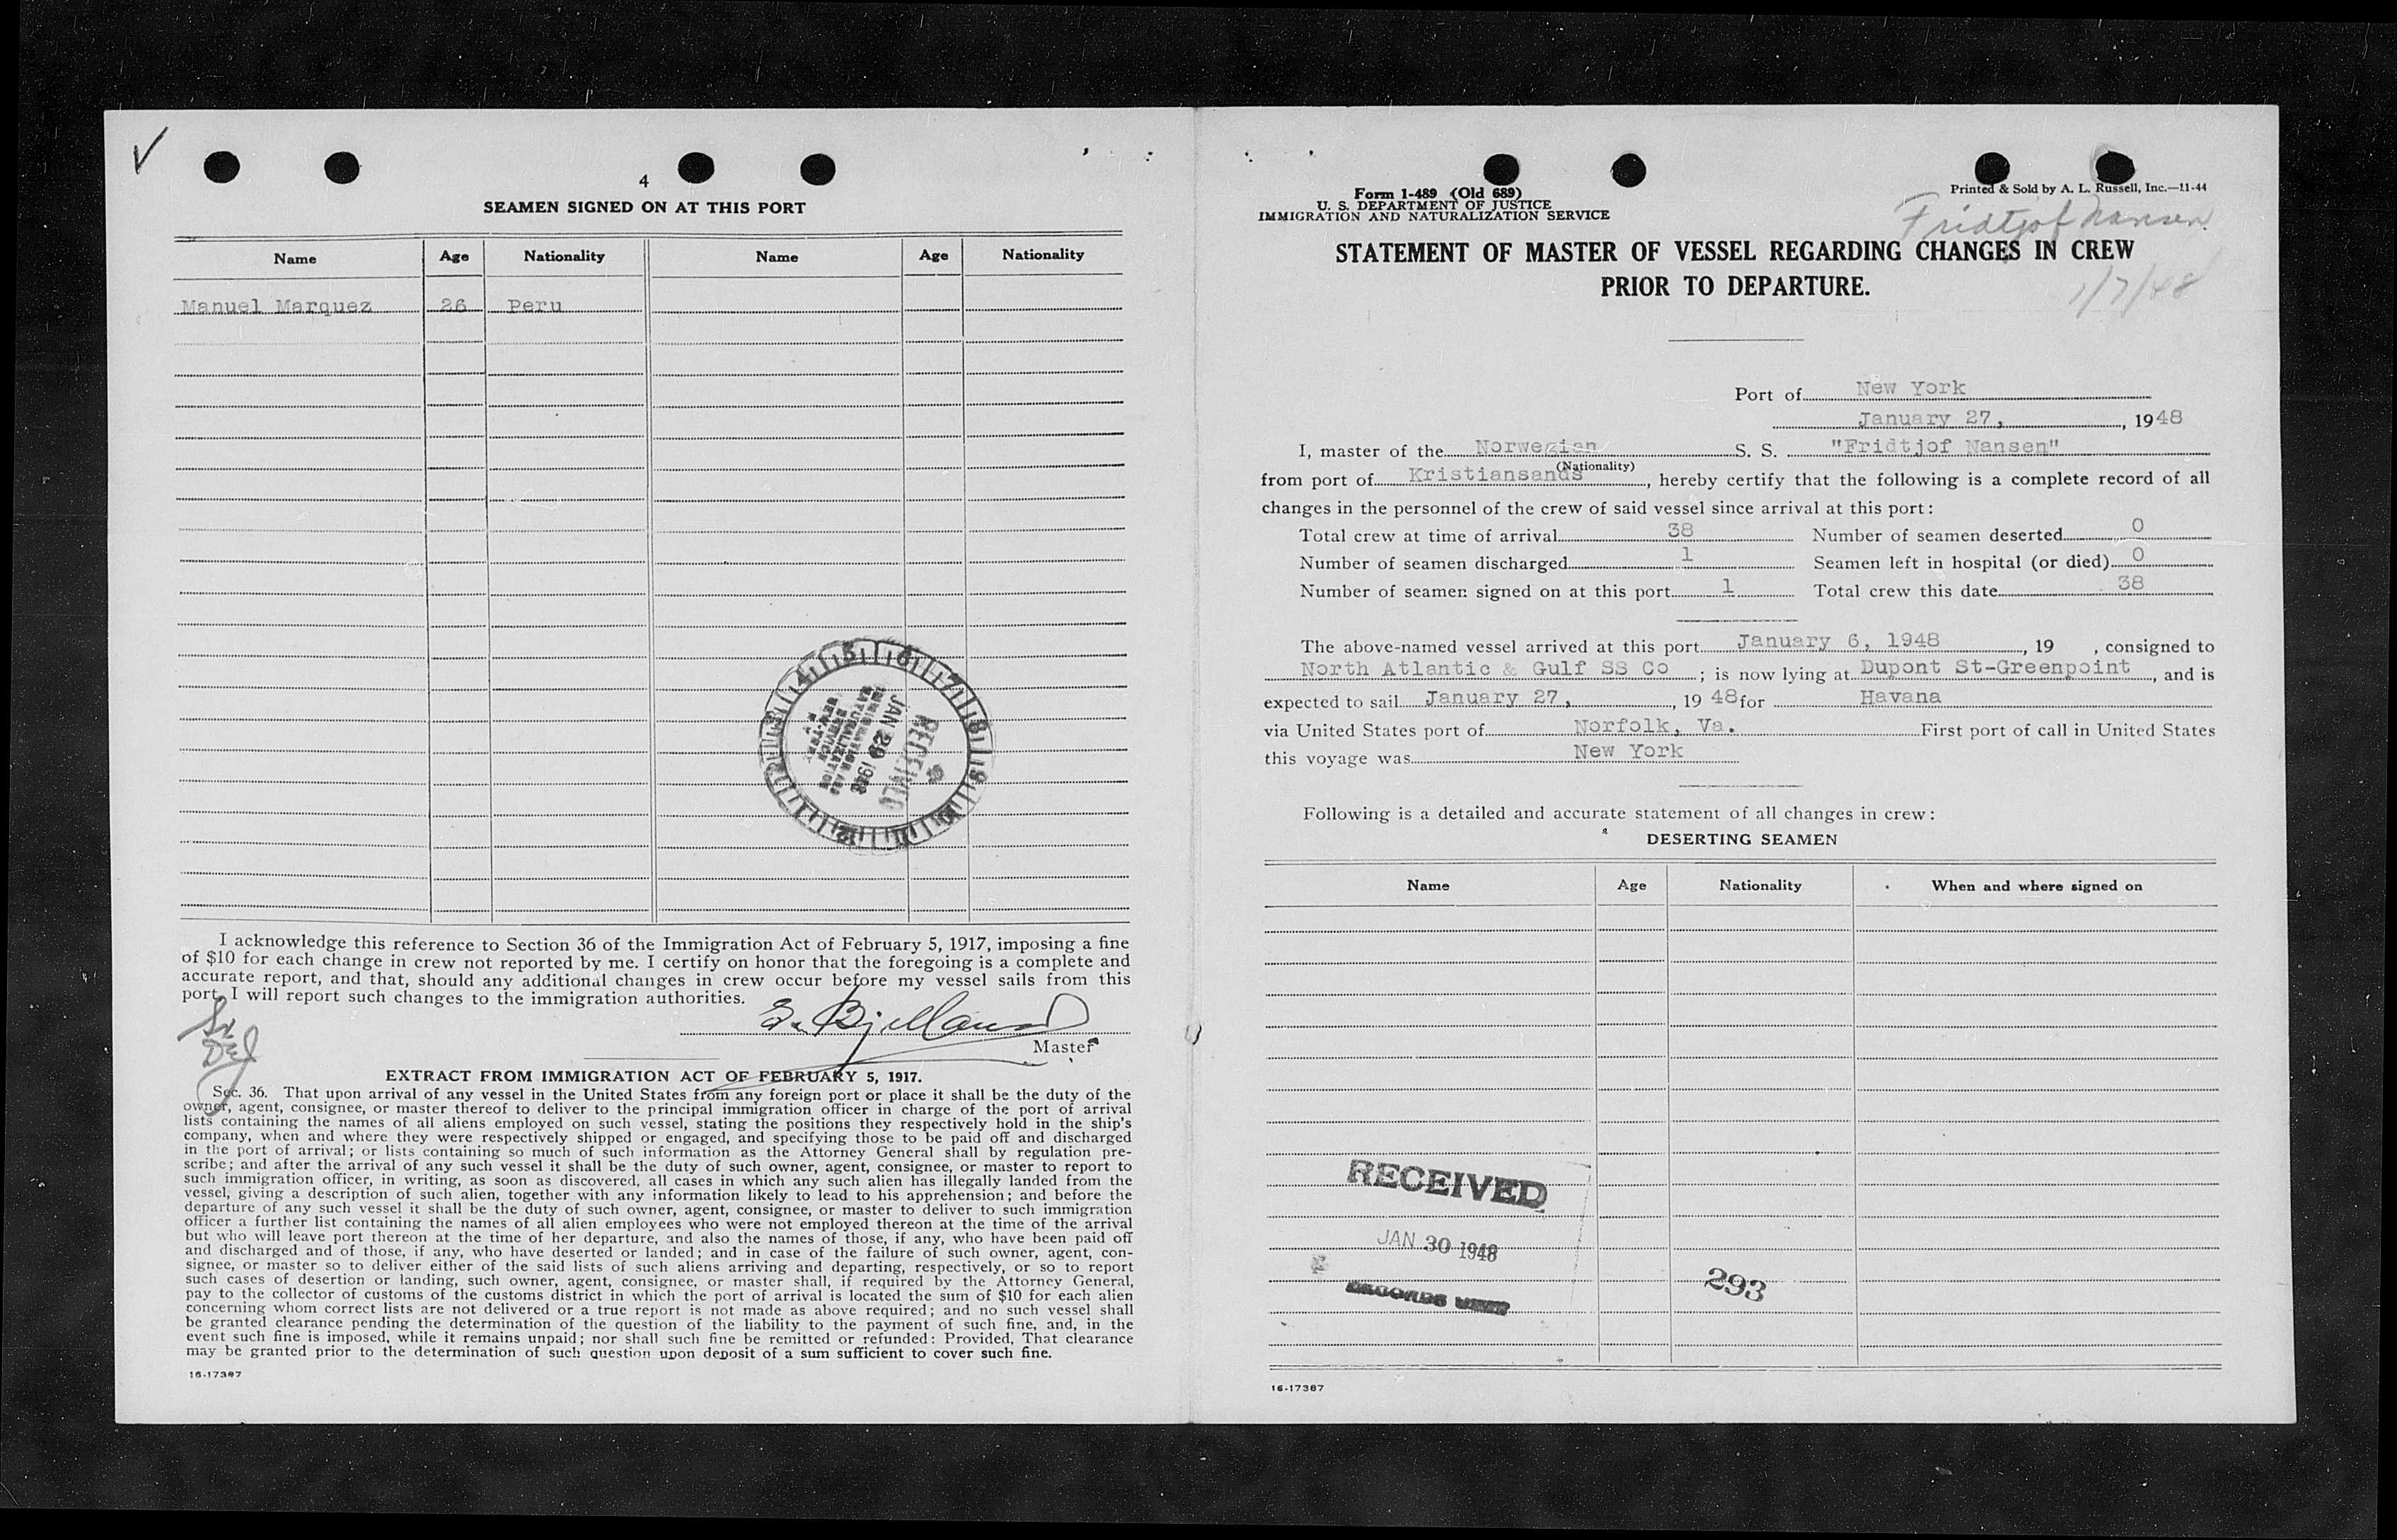 4
SEAMEN SIGNED ON AT THIS PORT
Name Age Nationality Name Age Nationality
Manuel Marquez 26 Peru
RECEIVED
JAN 29 1948
IMMIGRATION AND
NATURALIZATION
SERVICE
I acknowledge this reference to Section 36 of the Immigration Act of February 5, 1917, imposing a fine
of $10 for each change in crew not reported by me. I certify on honor that the foregoing is a complete and
accurate report, and that, should any additional changes in crew occur before my vessel sails from this
port, I will report such changes to the immigration authorities.
Bjelland
Master
EXTRACT FROM IMMIGRATION ACT OF FEBRUARY 5, 1917.
Sec. 36. That upon arrival of any vessel in the United States from any foreign port or place it shall be the duty of the
owner, agent, consignee, or master thereof to deliver to the principal immigration officer in charge of the port of arrival
lists containing the names of all aliens employed on such vessel, stating the positions they respectively hold in the ship's
company, when and where they were respectively shipped or engaged, and specifying those to be paid off and discharged
in the port of arrival; or lists containing so much of such information as the Attorney General shall by regulation pre-
scribe; and after the arrival of any such vessel it shall be the duty of such owner, agent, consignee, or master to report to
such immigration officer, in writing, as soon as discovered, all cases in which any such alien has illegally landed from the
vessel, giving a description of such alien, together with any information likely to lead to his apprehension; and before the
departure of any such vessel it shall be the duty of such owner, agent, consignee, or master to deliver to such immigration
officer a further list containing the names of all alien employees who were not employed thereon at the time of the arrival
but who will leave port thereon at the time of her departure, and also the names of those, if any, who have been paid off
and discharged and of those, if any, who have deserted or landed; and in case of the failure of such owner, agent, con-
signee, or master so to deliver either of the said lists of such aliens arriving and departing, respectively, or so to report
such cases of desertion or landing, such owner, agent, consignee, or master shall, if required by the Attorney General,
pay to the collector of customs of the customs district in which the port of arrival is located the sum of $10 for each alien
concerning whom correct lists are not delivered or a true report is not made as above required; and no such vessel shall
be granted clearance pending the determination of the question of the liability to the payment of such fine, and, in the
event such fine is imposed, while it remains unpaid; nor shall such fine be remitted or refunded: Provided, That clearance
may be granted prior to the determination of such question upon deposit of a sum sufficient to cover such fine.
16-17387
Form 1-489 (Old 689)
U. S. DEPARTMENT OF JUSTICE
IMMIGRATION AND NATURALIZATION SERVICE
Printed & Sold by A. L. Russell, Inc.—11-44
Fridtjof Nansen
STATEMENT OF MASTER OF VESSEL REGARDING CHANGES IN CREW
PRIOR TO DEPARTURE.
1/7/48
Port of New York
January 27, , 1948
I, master of the Norwegian S. S. "Fridtjof Nansen"
(Nationality)
from port of Kristiansands , hereby certify that the following is a complete record of all
changes in the personnel of the crew of said vessel since arrival at this port:
Total crew at time of arrival 38 Number of seamen deserted 0
Number of seamen discharged 1 Seamen left in hospital (or died) 0
Number of seamen signed on at this port 1 Total crew this date 38
The above-named vessel arrived at this port January 6, 1948 , 19 , consigned to
North Atlantic & Gulf SS Co ; is now lying at Dupont St-Greenpoint , and is
expected to sail January 27, , 19 48 for Havana
via United States port of Norfolk, Va. First port of call in United States
this voyage was New York
Following is a detailed and accurate statement of all changes in crew:
DESERTING SEAMEN
Name Age Nationality When and where signed on
RECEIVED
JAN 30 1948
293
16-17387